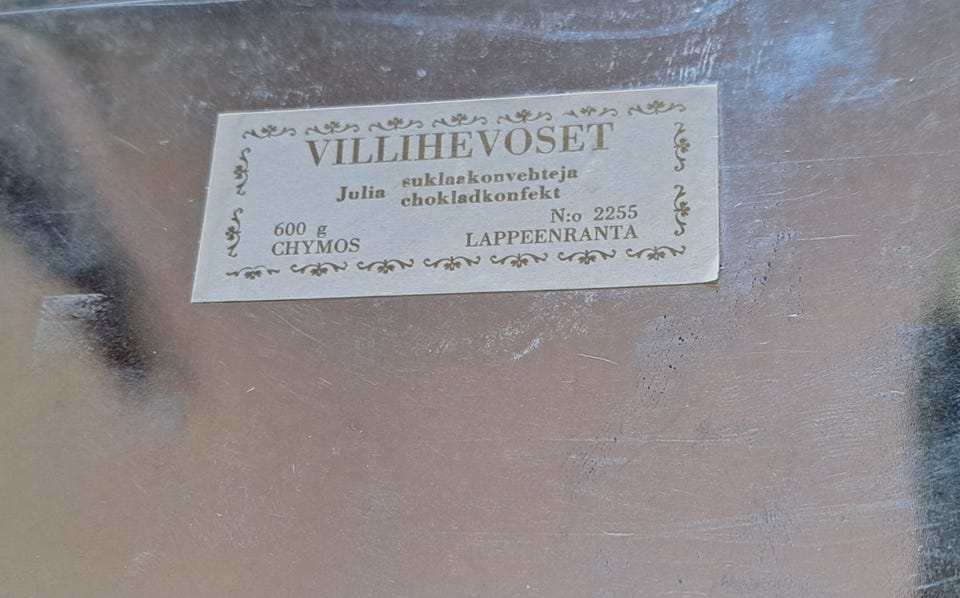 VILLIHEVOSET
Julia suklaakonvehteja
chokladkonfekt
600 g N:o 2255
CHYMOS LAPPEENRANTA